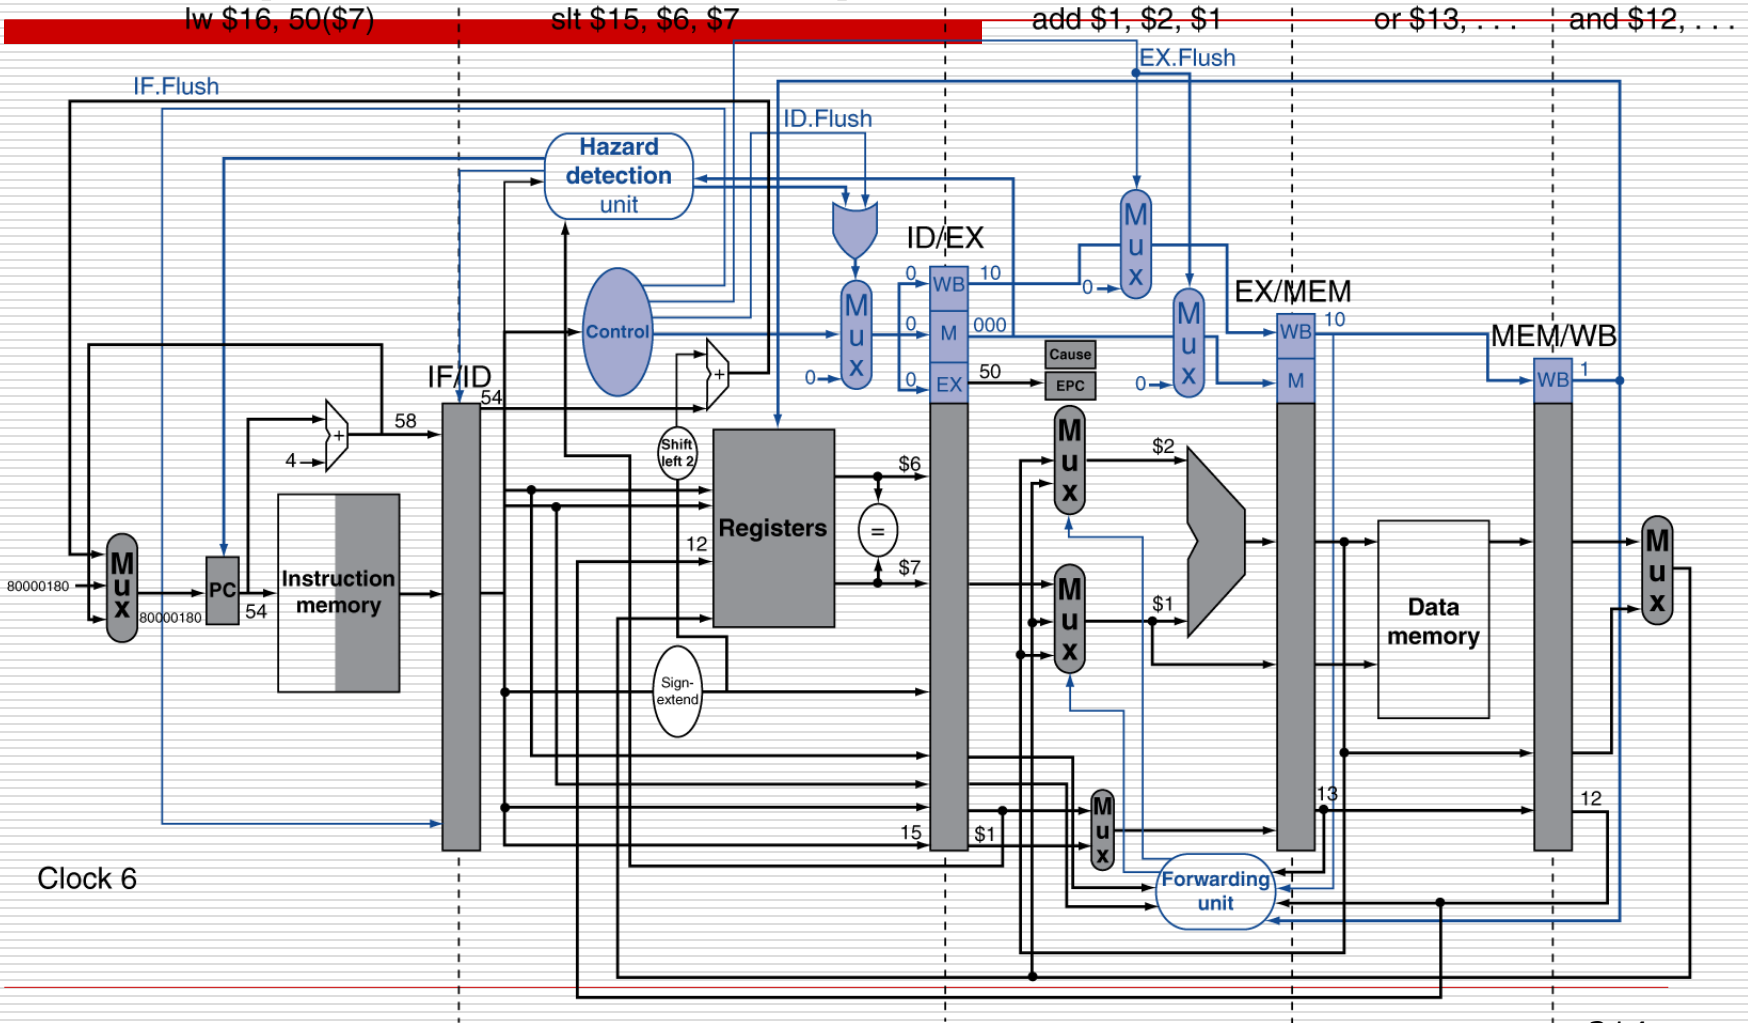 lw $16, 50($7)
slt $15, $6, $7
add $1, $2, $1
or $13, . . .
and $12, . . .
EX.Flush
IF.Flush
ID.Flush
Hazard
detection
unit
M
u
x
0
ID/EX
0
WB
10
0
M
000
0
EX
50
Control
M
u
x
0
EX/MEM
M
u
x
0
WB
10
M
Cause
EPC
MEM/WB
WB
1
IF/ID
54
+
+
58
4
Shift
left 2
M
u
x
$2
$6
Registers
=
12
$7
M
u
x
80000180
80000180
PC
54
Instruction
memory
M
u
x
$1
Data
memory
M
u
x
Sign-
extend
15
$1
M
u
x
13
12
Clock 6
Forwarding
unit